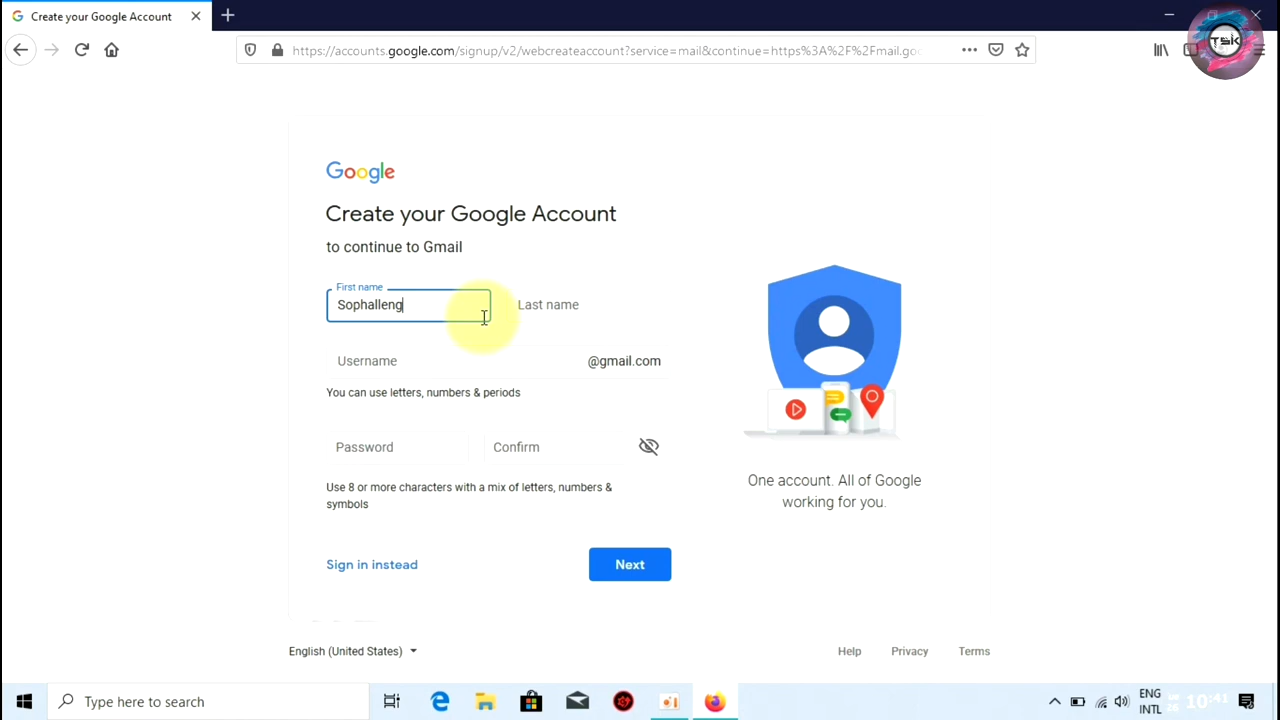 Create your Google Account
https://accounts.google.com/signup/v2/webcreateaccount?service=mail&continue=https%3A%2F%2Fmail.go
TSK
Google
Create your Google Account
to continue to Gmail
First name
Sophalleng
Last name
Username
@gmail.com
You can use letters, numbers & periods
Password
Confirm
Use 8 or more characters with a mix of letters, numbers &
symbols
One account. All of Google
working for you.
Sign in instead
Next
English (United States)
Help
Privacy
Terms
Type here to search
ENG
INTL
10:41